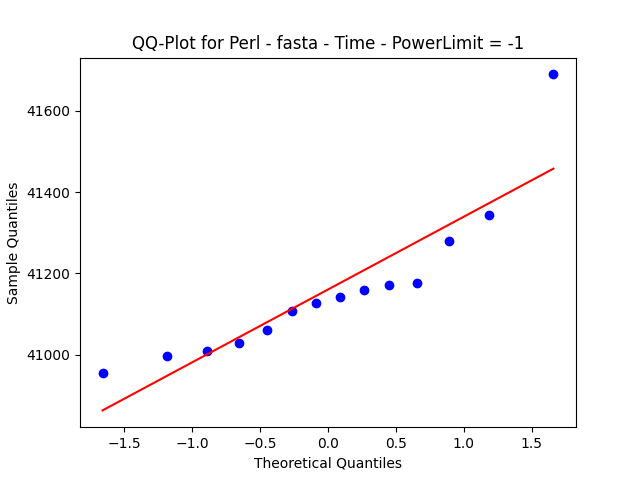 QQ-Plot for Perl - fasta - Time - PowerLimit = -1
Sample Quantiles
41600
41400
41200
41000
−1.5 −1.0 −0.5 0.0 0.5 1.0 1.5
Theoretical Quantiles